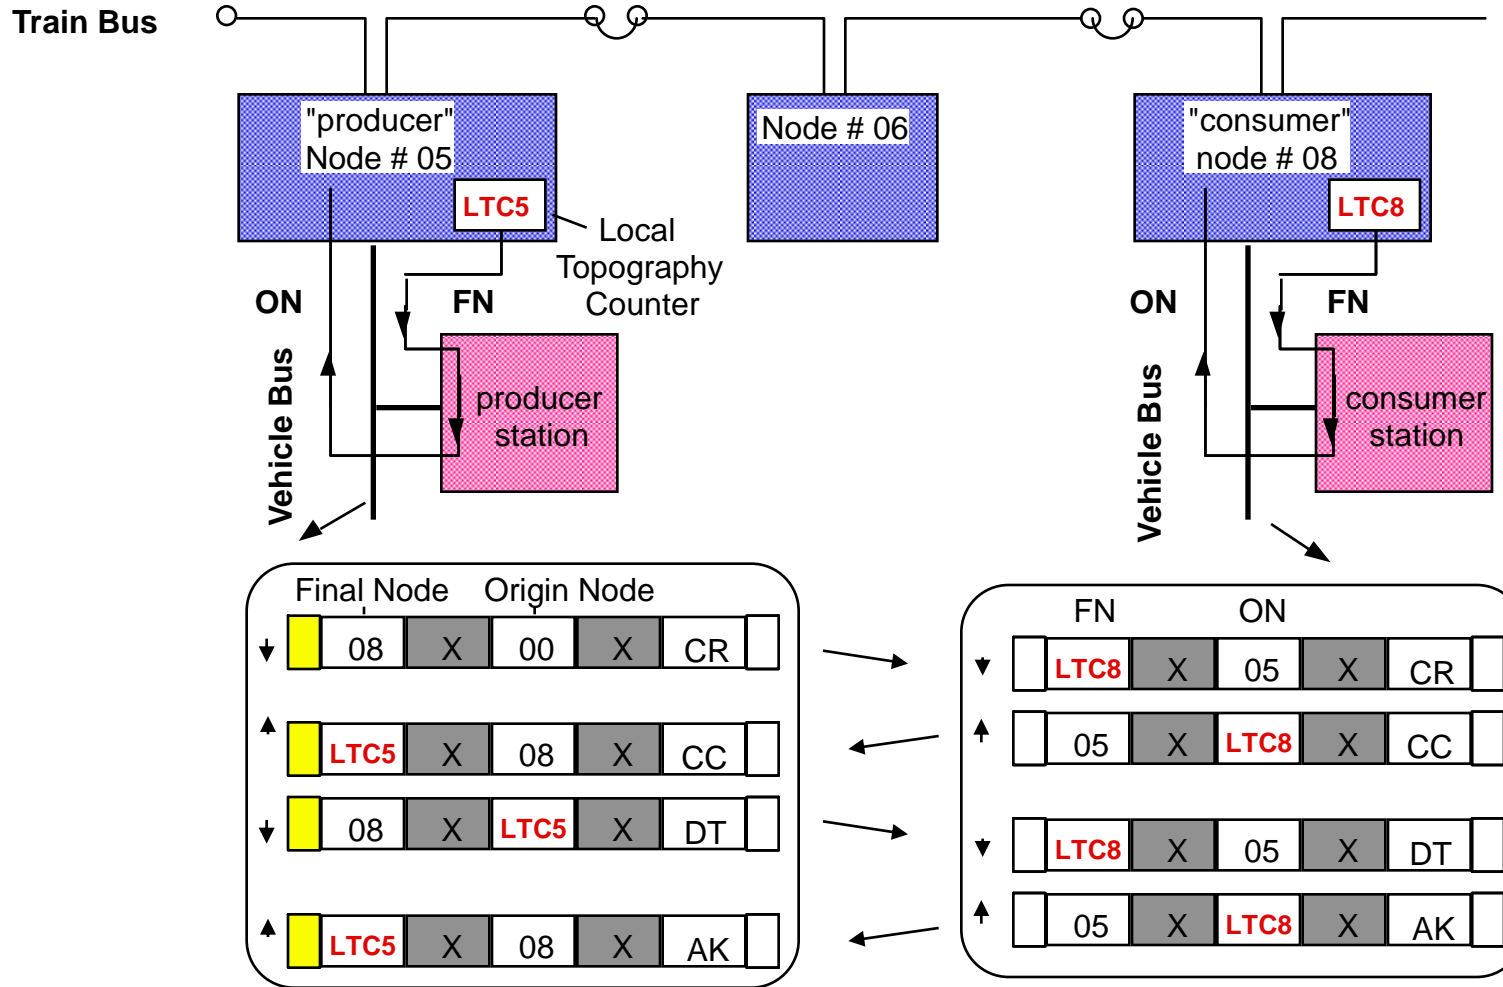 Train Bus
"producer"
Node # 05
LTC5
Node # 06
"consumer"
node # 08
LTC8
Local
Topography
Counter
ON
FN
Vehicle Bus
producer
station
ON
FN
Vehicle Bus
consumer
station
Final Node Origin Node
08 X 00 X CR
LTC5 X 08 X CC
08 X LTC5 X DT
LTC5 X 08 X AK
FN ON
LTC8 X 05 X CR
05 X LTC8 X CC
LTC8 X 05 X DT
05 X LTC8 X AK